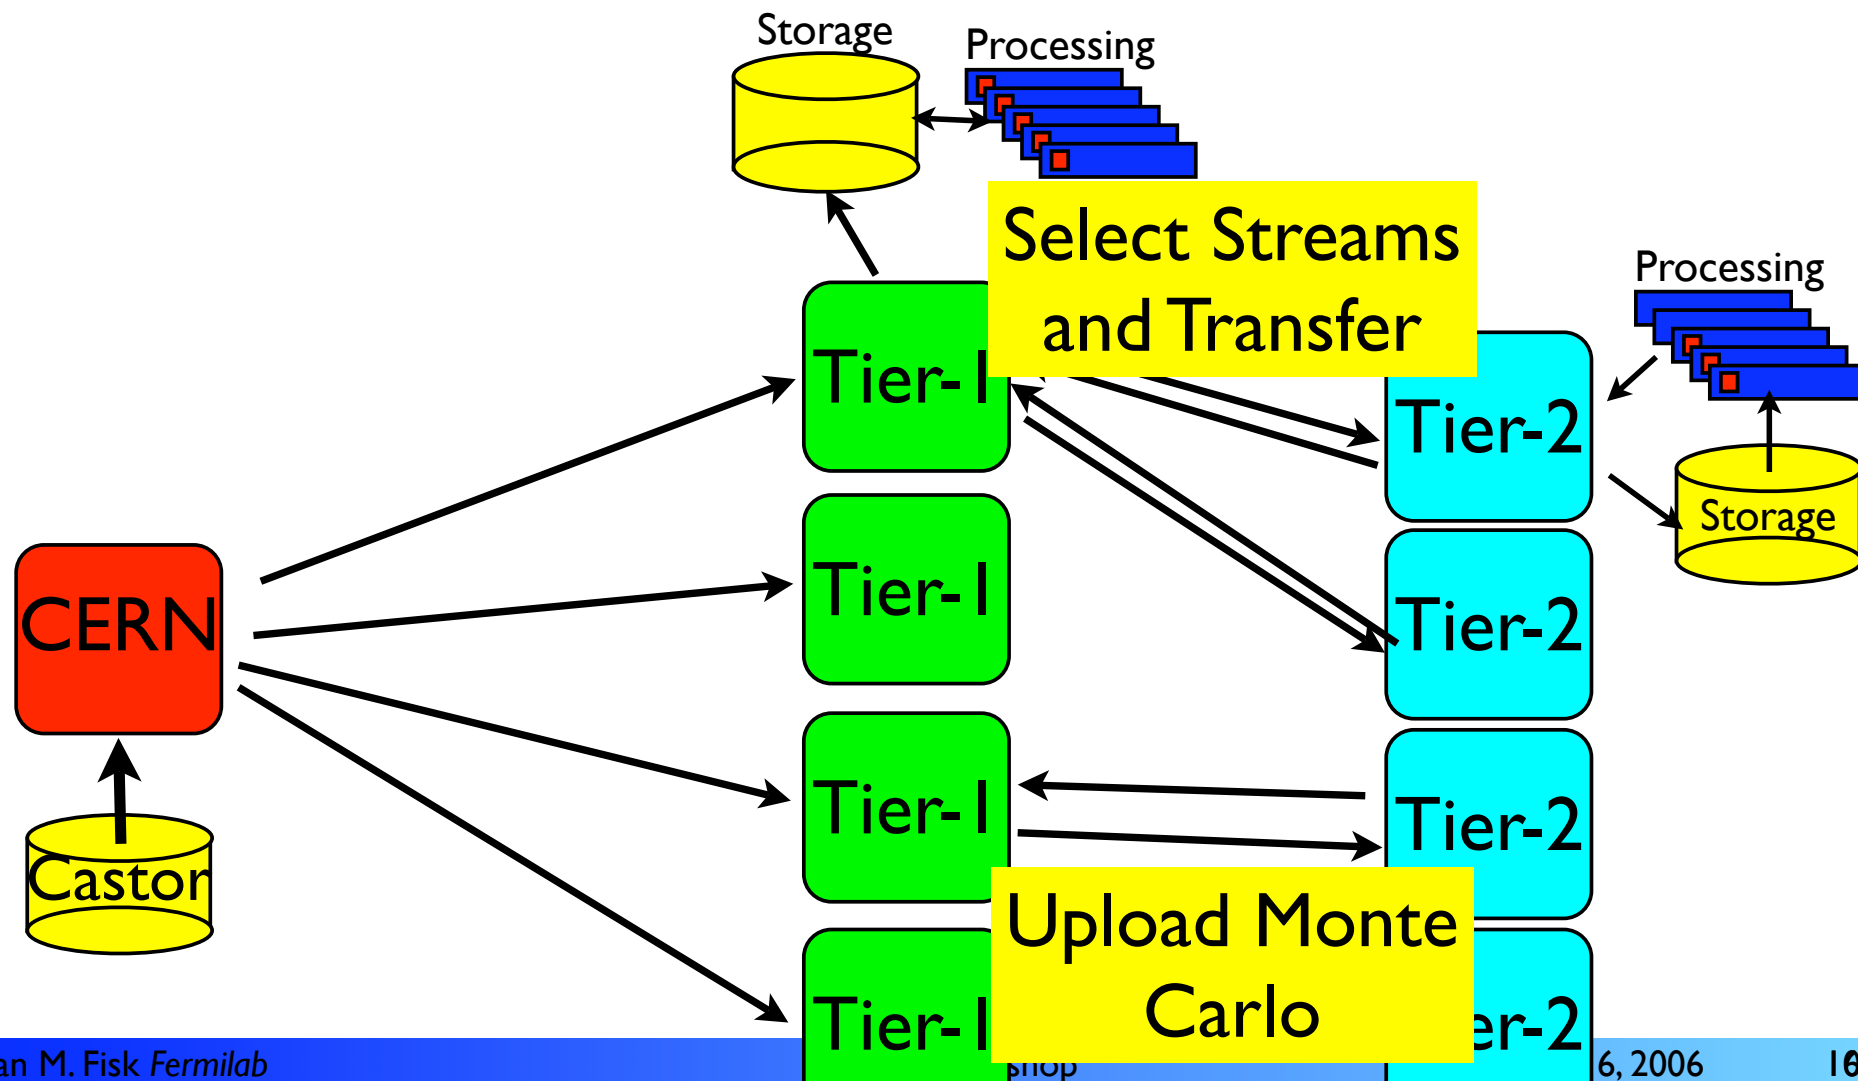 Storage
Processing
Select Streams
and Transfer
Processing
Tier-1
Tier-2
Storage
Tier-1
CERN
Tier-2
Tier-1
Tier-2
Castor
Upload Monte
Carlo
Tier-1
M. Fisk Fermilab
6, 2006